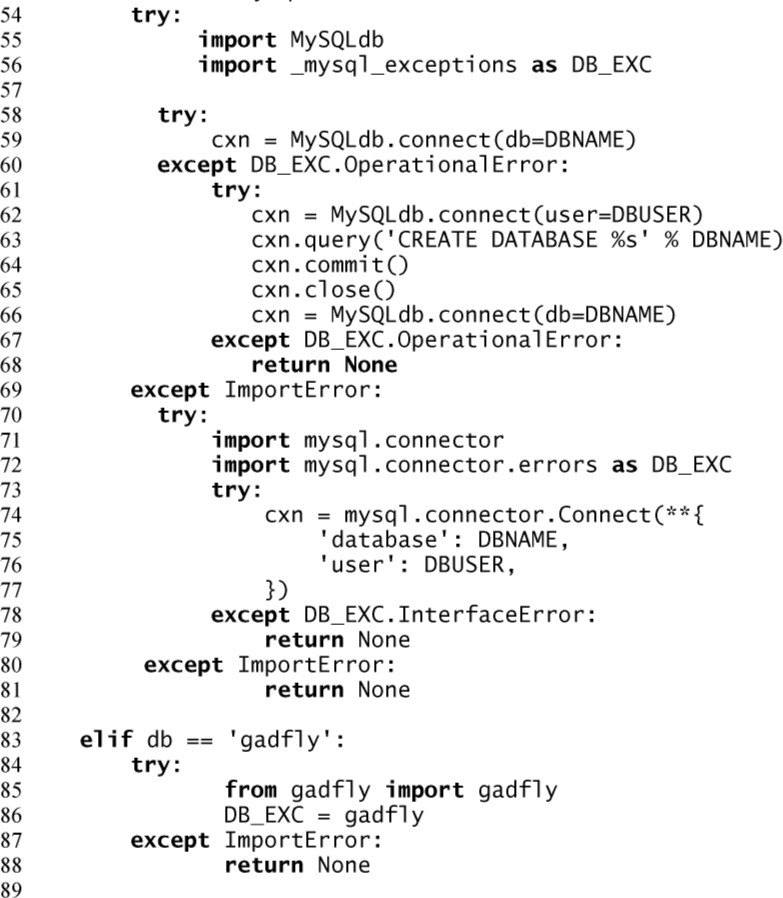 54 try:
55 import MySQLdb
56 import _mysql_exceptions as DB_EXC
57
58 try:
59 cxn = MySQLdb.connect(db=DBNAME)
60 except DB_EXC.OperationalError:
61 try:
62 cxn = MySQLdb.connect(user=DBUSER)
63 cxn.query('CREATE DATABASE %s' % DBNAME)
64 cxn.commit()
65 cxn.close()
66 cxn = MySQLdb.connect(db=DBNAME)
67 except DB_EXC.OperationalError:
68 return None
69 except ImportError:
70 try:
71 import mysql.connector
72 import mysql.connector.errors as DB_EXC
73 try:
74 cxn = mysql.connector.Connect(**{
75 'database': DBNAME,
76 'user': DBUSER,
77 })
78 except DB_EXC.InterfaceError:
79 return None
80 except ImportError:
81 return None
82
83 elif db == 'gadfly':
84 try:
85 from gadfly import gadfly
86 DB_EXC = gadfly
87 except ImportError:
88 return None
89